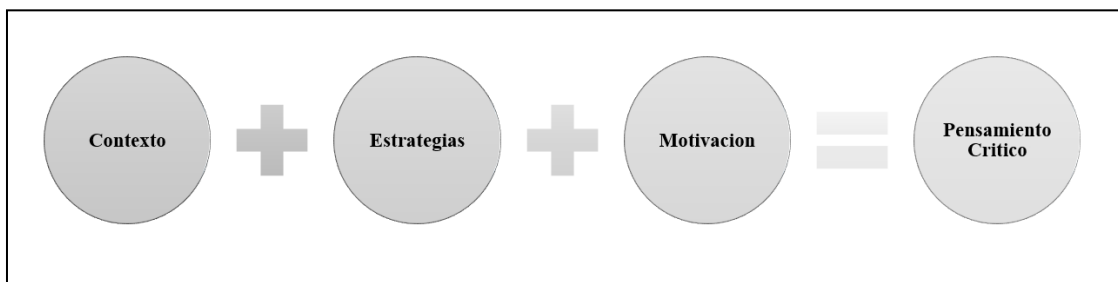 Contexto
Estrategias
Motivacion
Pensamiento
Critico